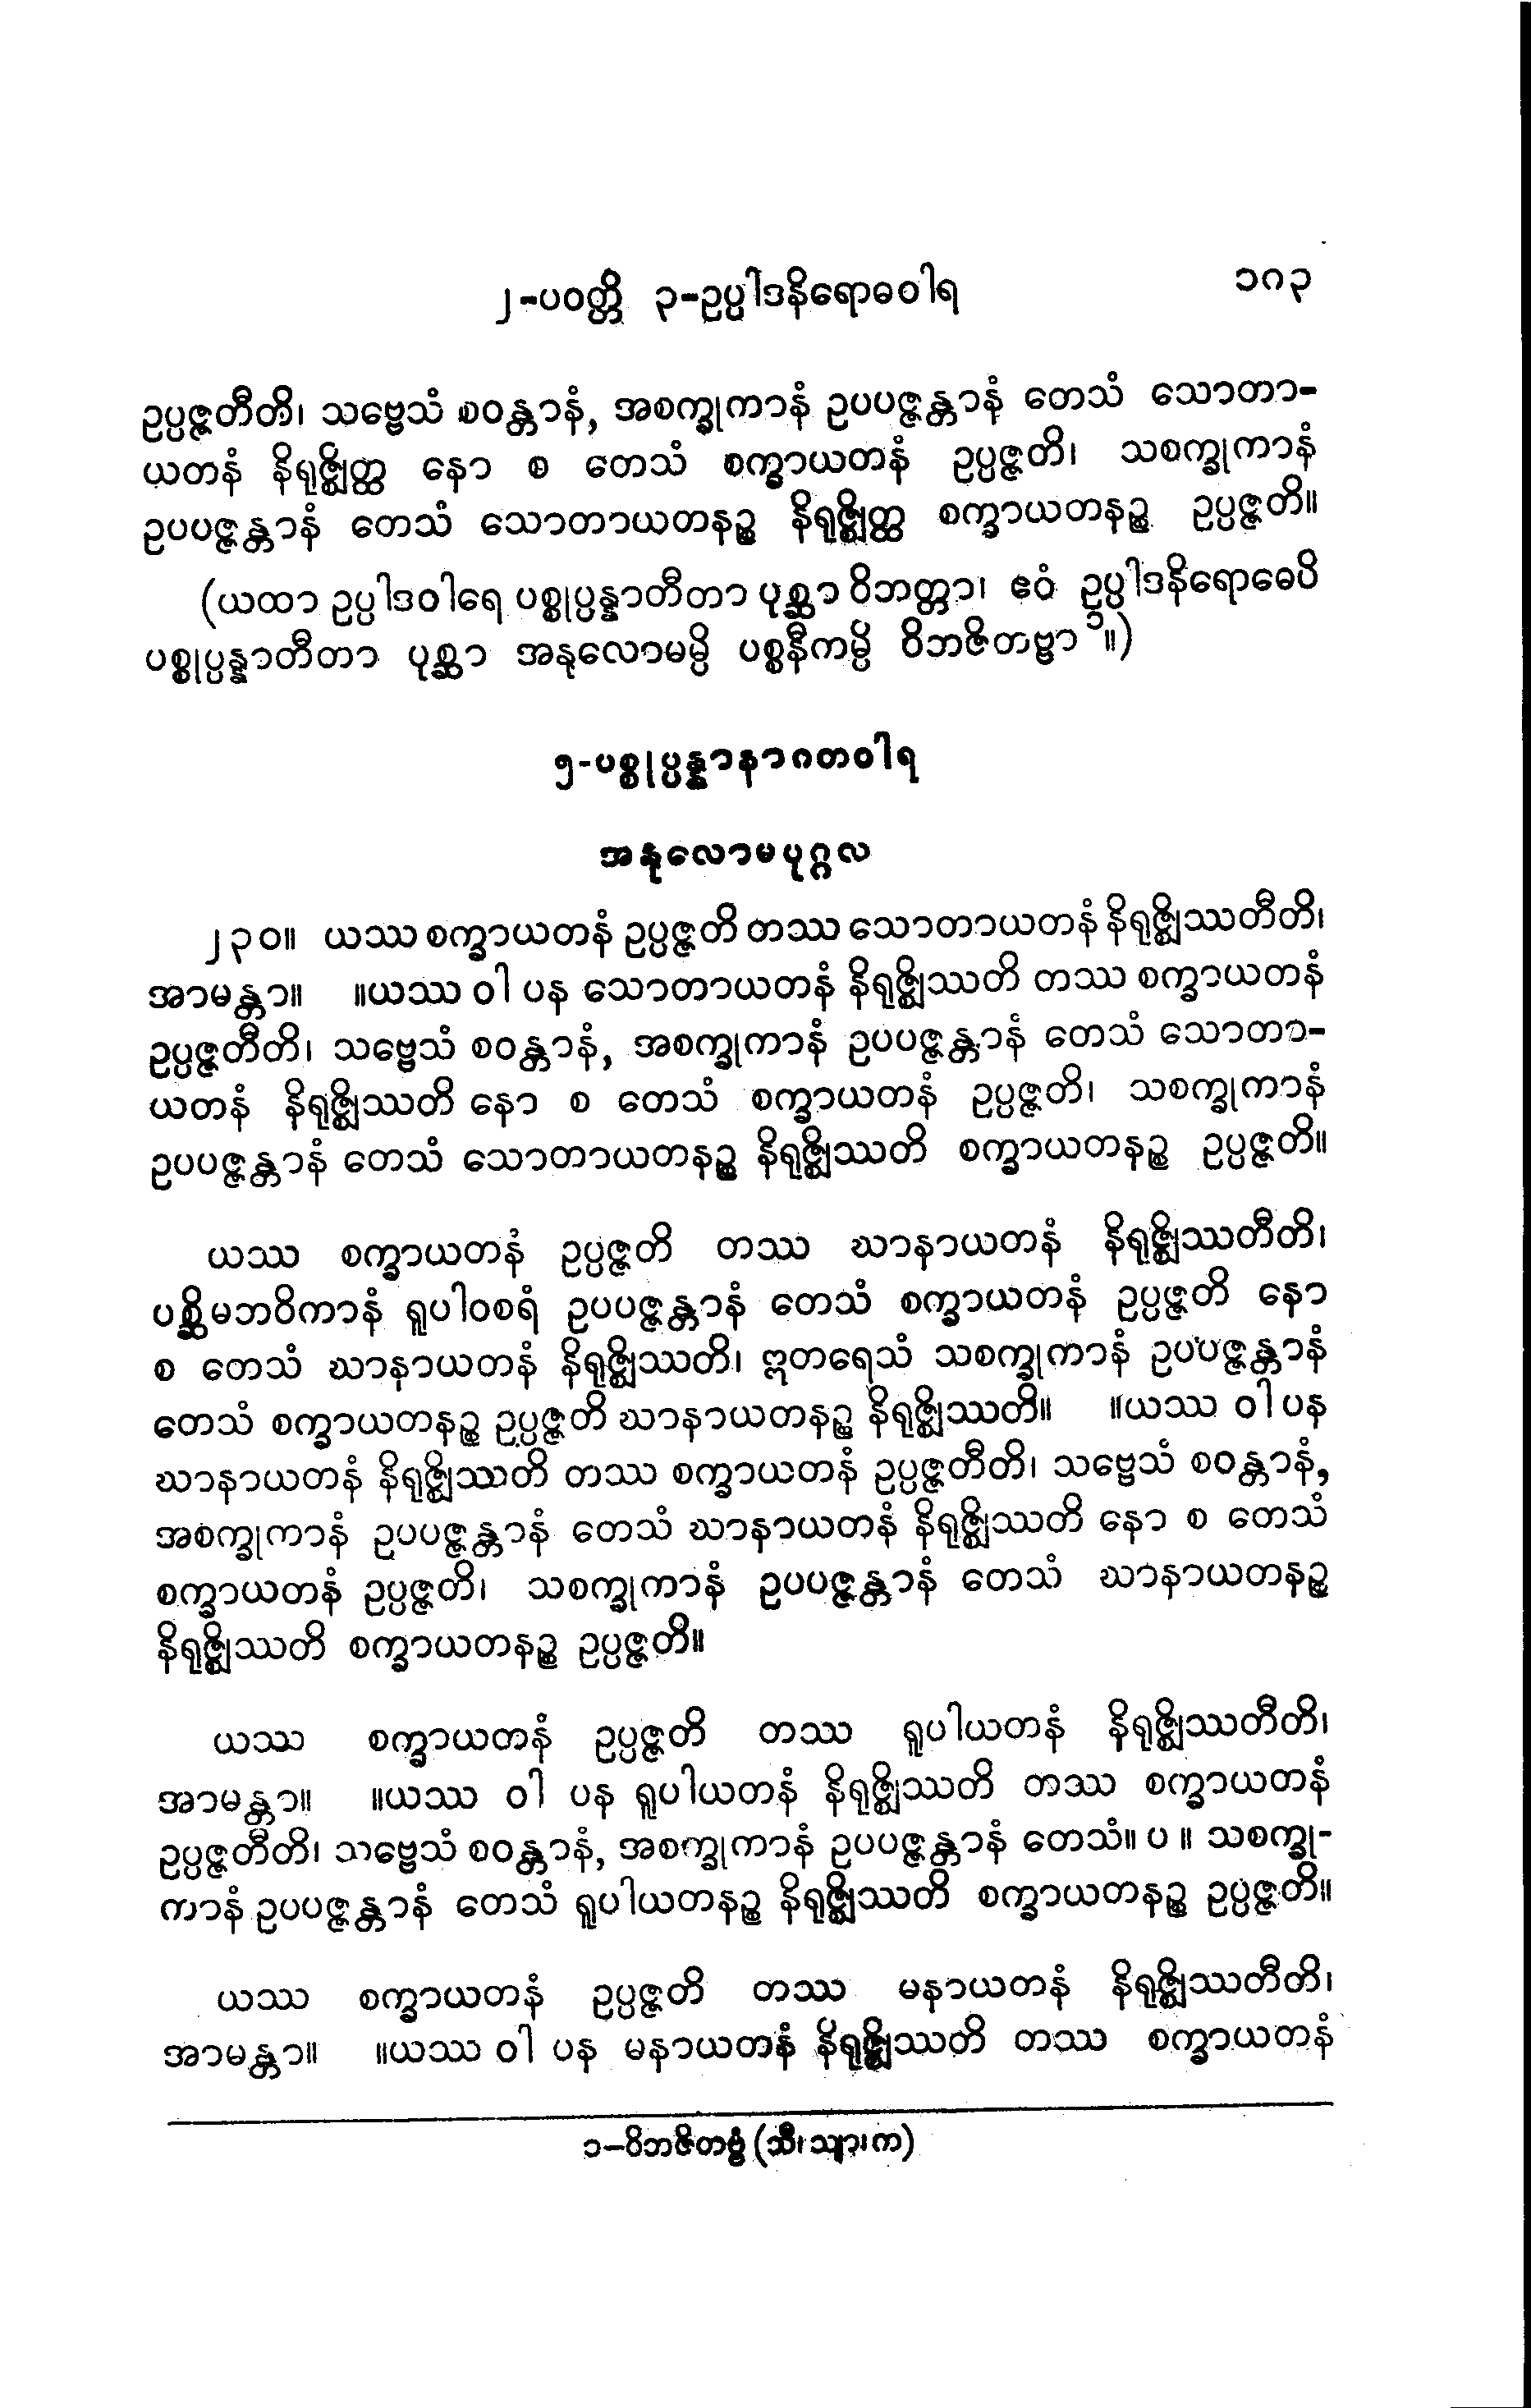 ၂-ပဝတ္တိ ၃-ဥပ္ပါဒနိရောဓဝါရ ၁၈၃
ဥပ္ပဇ္ဇတီတိ၊ သဗ္ဗေသံ စဝန္တာနံ, အစက္ခုကာနံ ဥပပဇ္ဇန္တာနံ တေသံ သောတာ-
ယတနံ နိရုဇ္ဈိတ္ထ နော စ တေသံ စက္ခာယတနံ ဥပ္ပဇ္ဇတိ၊ သစက္ခုကာနံ
ဥပပဇ္ဇန္တာနံ တေသံ သောတာယတနဉ္စ နိရုဇ္ဈိတ္ထ စက္ခာယတနဉ္စ ဥပ္ပဇ္ဇတိ။
(ယထာ ဥပ္ပါဒဝါရေ ပစ္စုပ္ပန္နာတီတာ ပုစ္ဆာ ဝိဘတ္တာ၊ ဧဝံ ဥပ္ပါဒနိရောဓေပိ
ပစ္စုပ္ပန္နာတီတာ ပုစ္ဆာ အနုလောမမ္ပိ ပစ္စနီကမ္ပိ ဝိဘဇိတဗ္ဗာ ၁။)
၅-ပစ္စုပ္ပန္နာနာဂတဝါရ
အနုလောမပုဂ္ဂလ
၂၃၀။ ယဿ စက္ခာယတနံ ဥပ္ပဇ္ဇတိ တဿ သောတာယတနံ နိရုဇ္ဈိဿတီတိ၊
အာမန္တာ။ ။ယဿ ဝါ ပန သောတာယတနံ နိရုဇ္ဈိဿတိ တဿ စက္ခာယတနံ
ဥပ္ပဇ္ဇတီတိ၊ သဗ္ဗေသံ စဝန္တာနံ, အစက္ခုကာနံ ဥပပဇ္ဇန္တာနံ တေသံ သောတာ-
ယတနံ နိရုဇ္ဈိဿတိ နော စ တေသံ စက္ခာယတနံ ဥပ္ပဇ္ဇတိ၊ သစက္ခုကာနံ
ဥပပဇ္ဇန္တာနံ တေသံ သောတာယတနဉ္စ နိရုဇ္ဈိဿတိ စက္ခာယတနဉ္စ ဥပ္ပဇ္ဇတိ။
ယဿ စက္ခာယတနံ ဥပ္ပဇ္ဇတိ တဿ ဃာနာယတနံ နိရုဇ္ဈိဿတီတိ၊
ပစ္ဆိမဘဝိကာနံ ရူပါဝစရံ ဥပပဇ္ဇန္တာနံ တေသံ စက္ခာယတနံ ဥပ္ပဇ္ဇတိ နော
စ တေသံ ဃာနာယတနံ နိရုဇ္ဈိဿတိ၊ ဣတရေသံ သစက္ခုကာနံ ဥပပဇ္ဇန္တာနံ
တေသံ စက္ခာယတနဉ္စ ဥပ္ပဇ္ဇတိ ဃာနာယတနဉ္စ နိရုဇ္ဈိဿတိ။ ။ယဿ ဝါ ပန
ဃာနာယတနံ နိရုဇ္ဈိဿတိ တဿ စက္ခာယတနံ ဥပ္ပဇ္ဇတီတိ၊ သဗ္ဗေသံ စဝန္တာနံ,
အစက္ခုကာနံ ဥပပဇ္ဇန္တာနံ တေသံ ဃာနာယတနံ နိရုဇ္ဈိဿတိ နော စ တေသံ
စက္ခာယတနံ ဥပ္ပဇ္ဇတိ၊ သစက္ခုကာနံ ဥပပဇ္ဇန္တာနံ တေသံ ဃာနာယတနဉ္စ
နိရုဇ္ဈိဿတိ စက္ခာယတနဉ္စ ဥပ္ပဇ္ဇတိ။
ယဿ စက္ခာယတနံ ဥပ္ပဇ္ဇတိ တဿ ရူပါယတနံ နိရုဇ္ဈိဿတီတိ၊
အာမန္တာ။ ။ယဿ ဝါ ပန ရူပါယတနံ နိရုဇ္ဈိဿတိ တဿ စက္ခာယတနံ
ဥပ္ပဇ္ဇတီတိ၊ သဗ္ဗေသံ စဝန္တာနံ, အစက္ခုကာနံ ဥပပဇ္ဇန္တာနံ တေသံ။ ပ ။ သစက္ခု-
ကာနံ ဥပပဇ္ဇန္တာနံ တေသံ ရူပါယတနဉ္စ နိရုဇ္ဈိဿတိ စက္ခာယတနဉ္စ ဥပ္ပဇ္ဇတိ။
ယဿ စက္ခာယတနံ ဥပ္ပဇ္ဇတိ တဿ မနာယတနံ နိရုဇ္ဈိဿတီတိ၊
အာမန္တာ။ ။ယဿ ဝါ ပန မနာယတနံ နိရုဇ္ဈိဿတိ တဿ စက္ခာယတနံ
၁-ဝိဘဇိတဗ္ဗံ (သီ၊ သျာ၊ က)